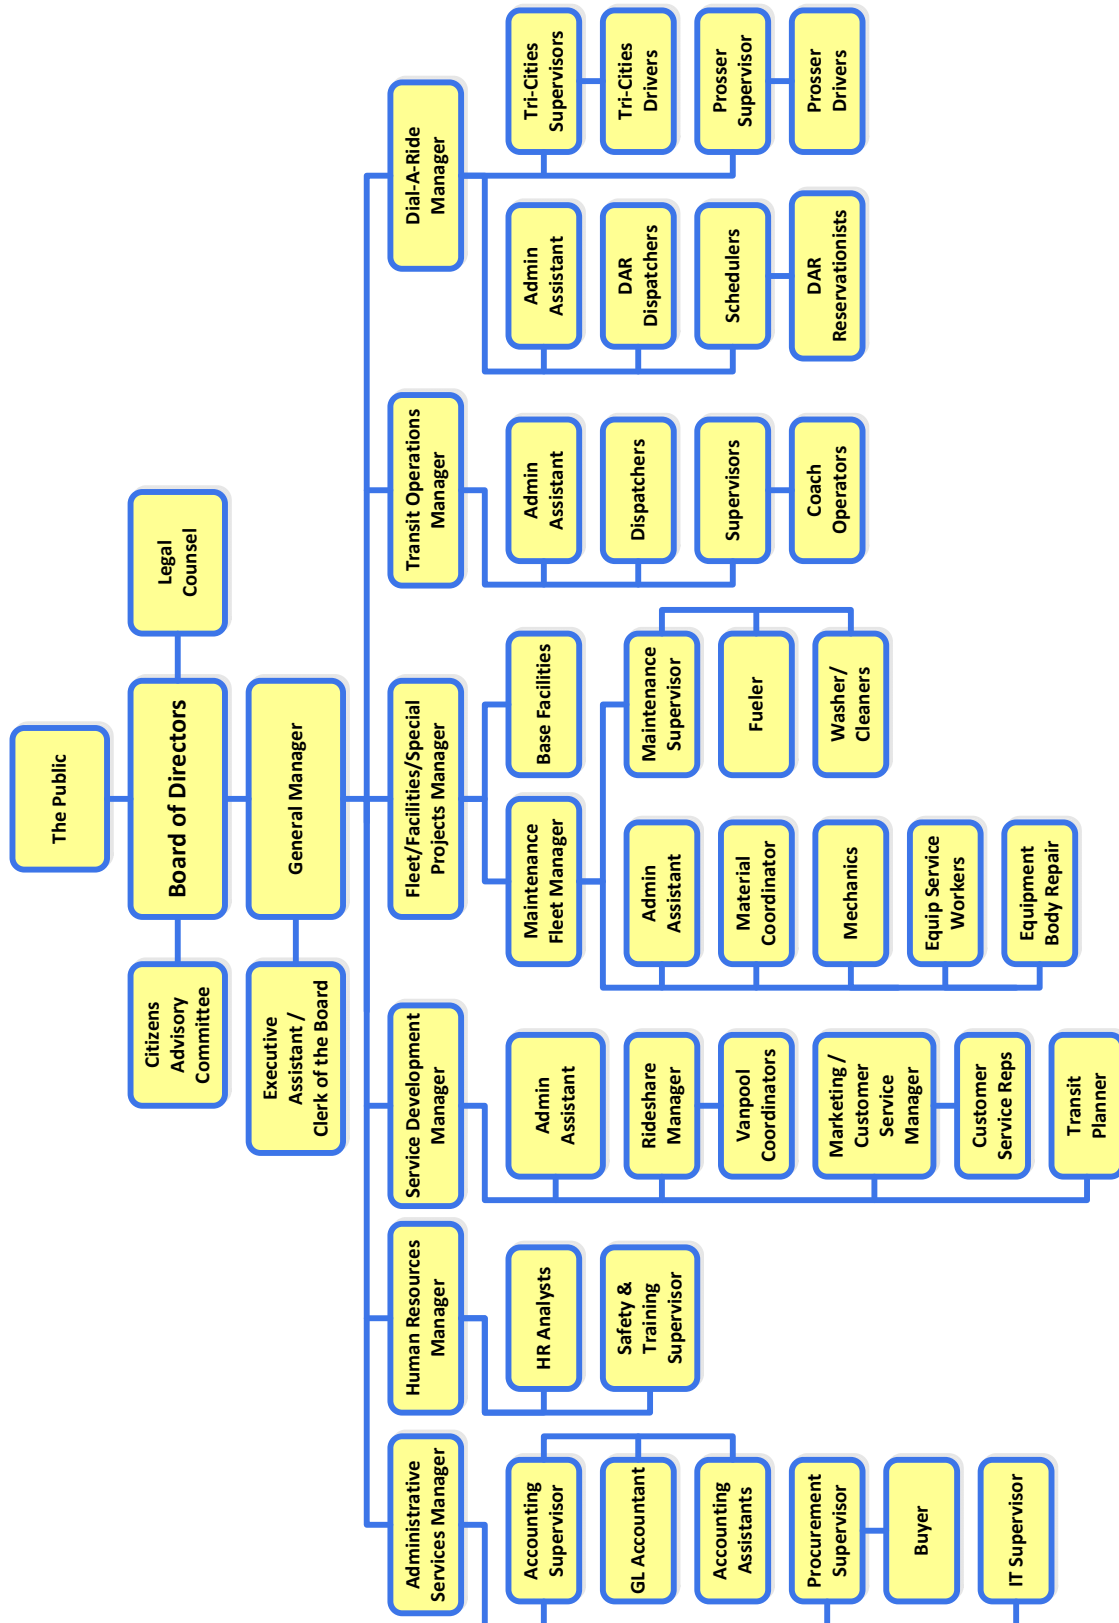 The Public
Citizens
Advisory
Committee
Board of Directors
Legal
Counsel
Executive
Assistant /
Clerk of the Board
General Manager
Administrative
Services Manager
Human Resources
Manager
Service Development
Manager
Fleet/Facilities/Special
Projects Manager
Transit Operations
Manager
Dial-A-Ride
Manager
Accounting
Supervisor
GL Accountant
Accounting
Assistants
Procurement
Supervisor
Buyer
IT Supervisor
HR Analysts
Safety &
Training
Supervisor
Admin
Assistant
Rideshare
Manager
Vanpool
Coordinators
Marketing /
Customer
Service
Manager
Customer
Service Reps
Transit
Planner
Maintenance
Fleet Manager
Base Facilities
Admin
Assistant
Material
Coordinator
Mechanics
Equip Service
Workers
Equipment
Body Repair
Maintenance
Supervisor
Fueler
Washer/
Cleaners
Admin
Assistant
Dispatchers
Supervisors
Coach
Operators
Admin
Assistant
DAR
Dispatchers
Schedulers
DAR
Reservationists
Tri-Cities
Supervisors
Tri-Cities
Drivers
Prosser
Supervisor
Prosser
Drivers